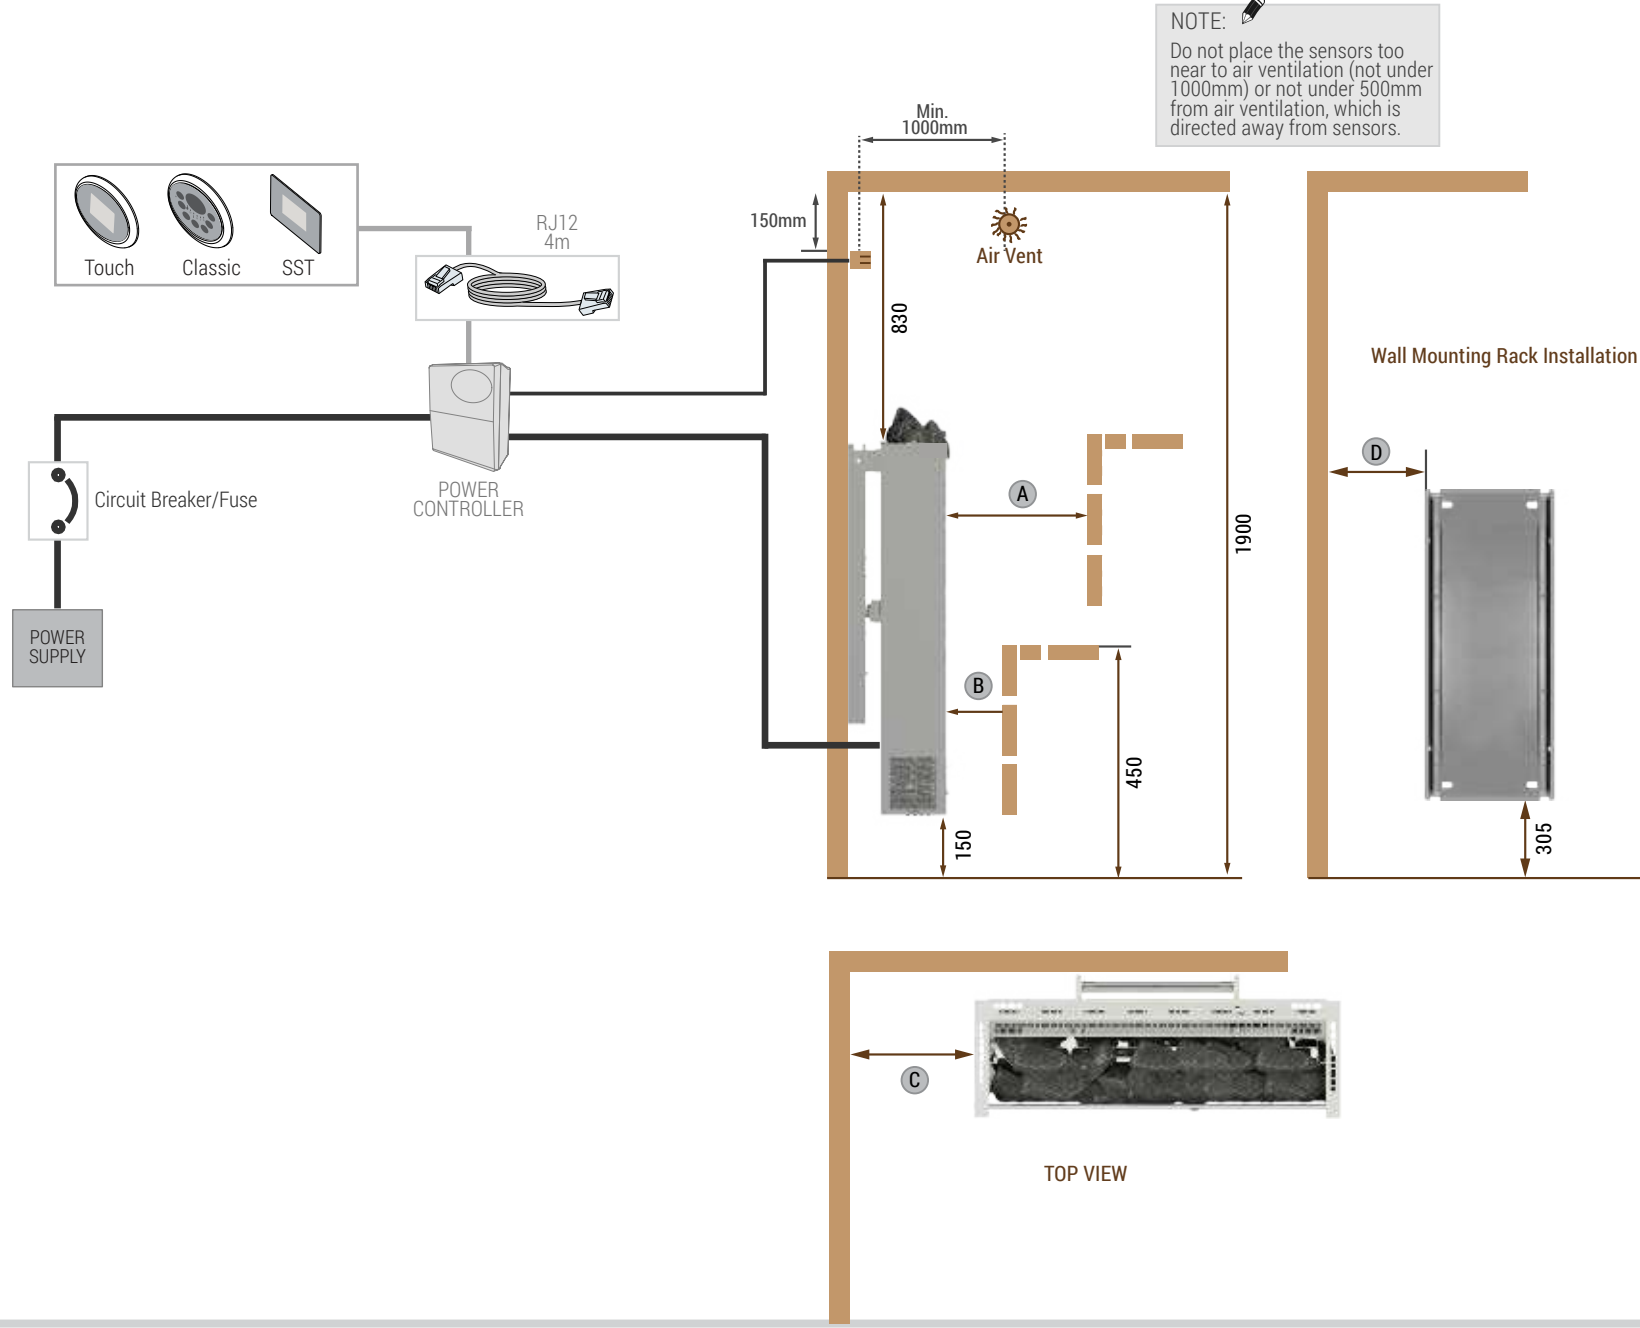 NOTE:
Do not place the sensors too
near to air ventilation (not under
1000mm) or not under 500mm
from air ventilation, which is
directed away from sensors.
Min.
1000mm
150mm
Air Vent
830
Touch
Classic
SST
RJ12
4m
POWER
CONTROLLER
Circuit Breaker/Fuse
POWER
SUPPLY
A
B
1900
450
150
Wall Mounting Rack Installation
D
305
C
TOP VIEW